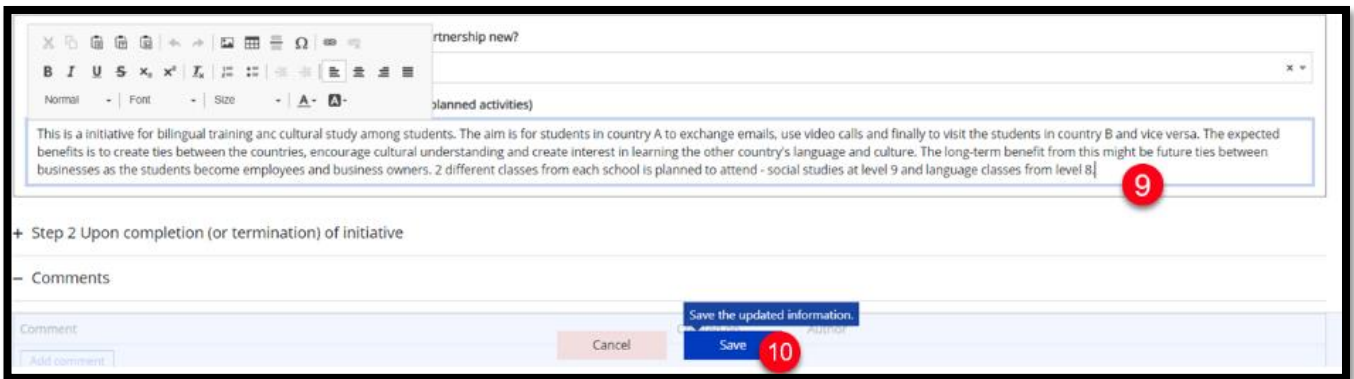 rtnership new?
B I U S x₂ x² Tx
Normal Font Size A A
planned activities)
This is a initiative for bilingual training anc cultural study among students. The aim is for students in country A to exchange emails, use video calls and finally to visit the students in country B and vice versa. The expected
benefits is to create ties between the countries, encourage cultural understanding and create interest in learning the other country's language and culture. The long-term benefit from this might be future ties between
businesses as the students become employees and business owners. 2 different classes from each school is planned to attend - social studies at level 9 and language classes from level 8.
9
+ Step 2 Upon completion (or termination) of initiative
− Comments
Save the updated information.
Comment Author
Cancel Save 10
Add comment